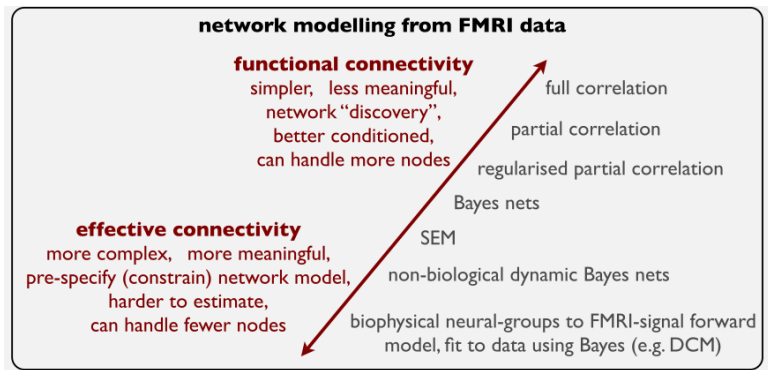 network modelling from FMRI data
functional connectivity
simpler, less meaningful,
network “discovery”,
better conditioned,
can handle more nodes
effective connectivity
more complex, more meaningful,
pre-specify (constrain) network model,
harder to estimate,
can handle fewer nodes
full correlation
partial correlation
regularised partial correlation
Bayes nets
SEM
non-biological dynamic Bayes nets
biophysical neural-groups to FMRI-signal forward
model, fit to data using Bayes (e.g. DCM)